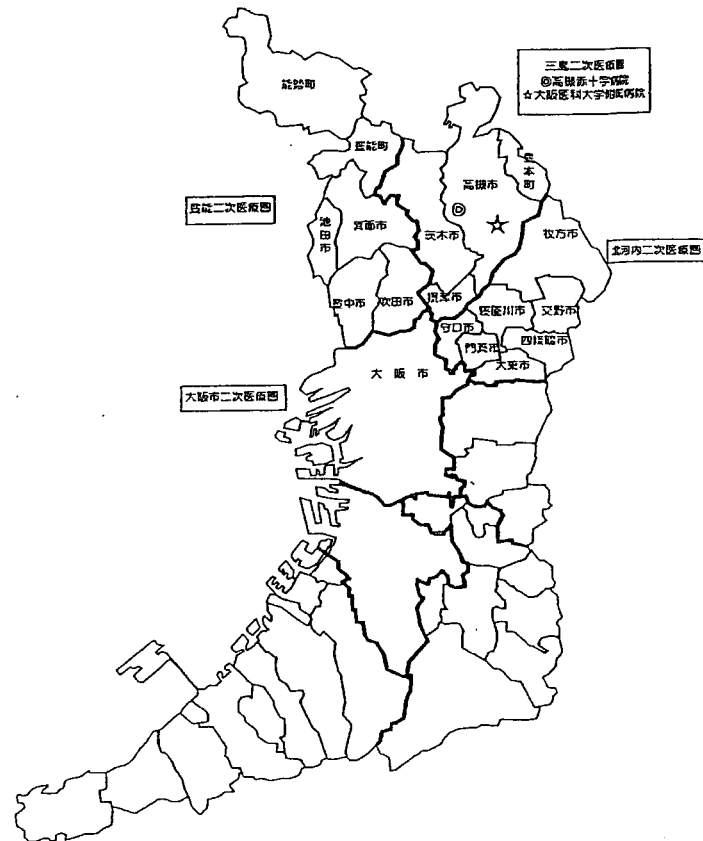 三島二次医療圏
◎高槻赤十字病院
☆大阪医科大学附属病院
能勢町
豊能町
島本町
高槻市
◎
☆
豊能二次医療圏
池田市
箕面市
茨木市
枚方市
北河内二次医療圏
豊中市
吹田市
摂津市
寝屋川市
交野市
守口市
門真市
四條畷市
大東市
大阪市
大阪市二次医療圏